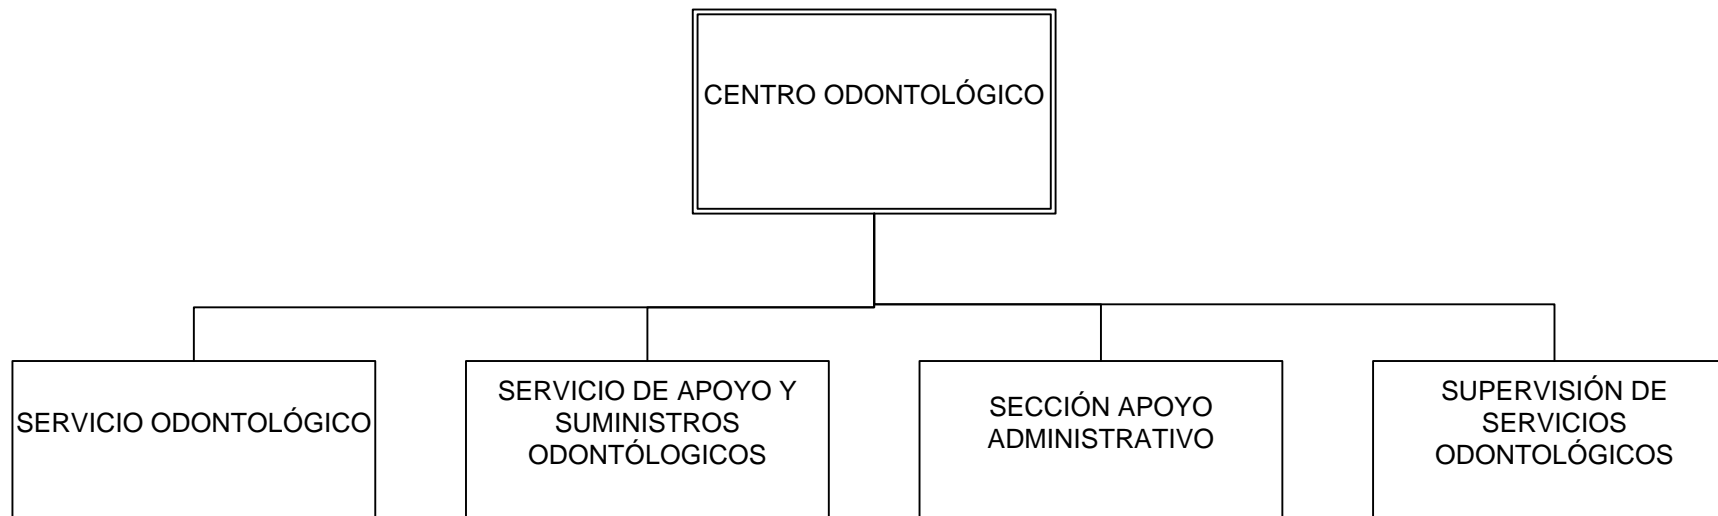 CENTRO ODONTOLÓGICO
SERVICIO ODONTOLÓGICO
SERVICIO DE APOYO Y
SUMINISTROS
ODONTÓLOGICOS
SECCIÓN APOYO
ADMINISTRATIVO
SUPERVISIÓN DE
SERVICIOS
ODONTOLÓGICOS